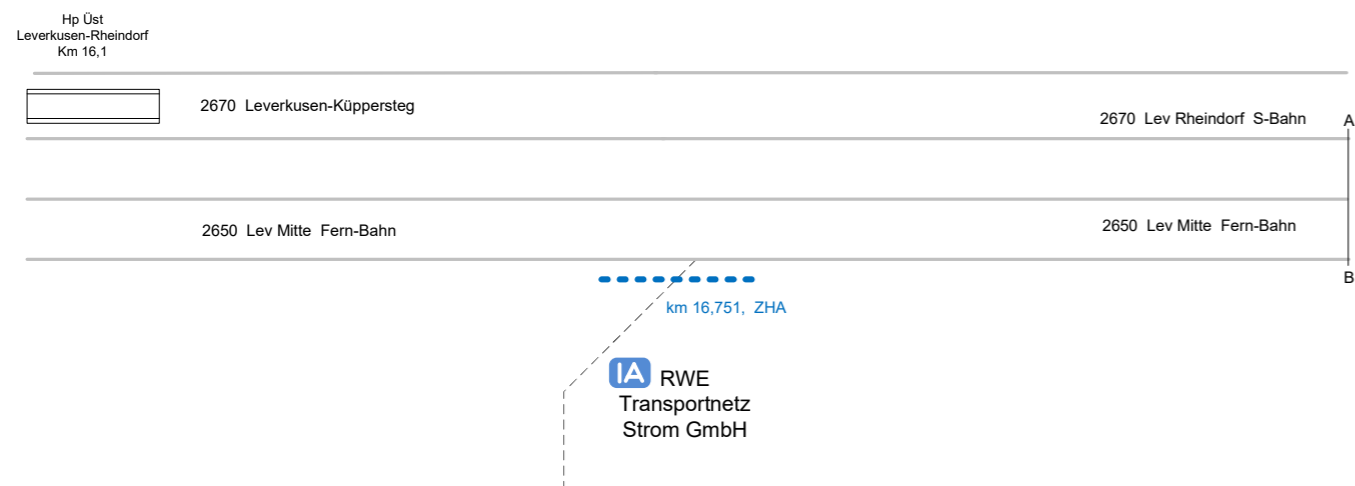 Hp Üst
Leverkusen-Rheindorf
Km 16,1
2670 Leverkusen-Küppersteg
2670 Lev Rheindorf S-Bahn
A
2650 Lev Mitte Fern-Bahn
2650 Lev Mitte Fern-Bahn
B
km 16,751, ZHA
IA RWE
Transportnetz
Strom GmbH